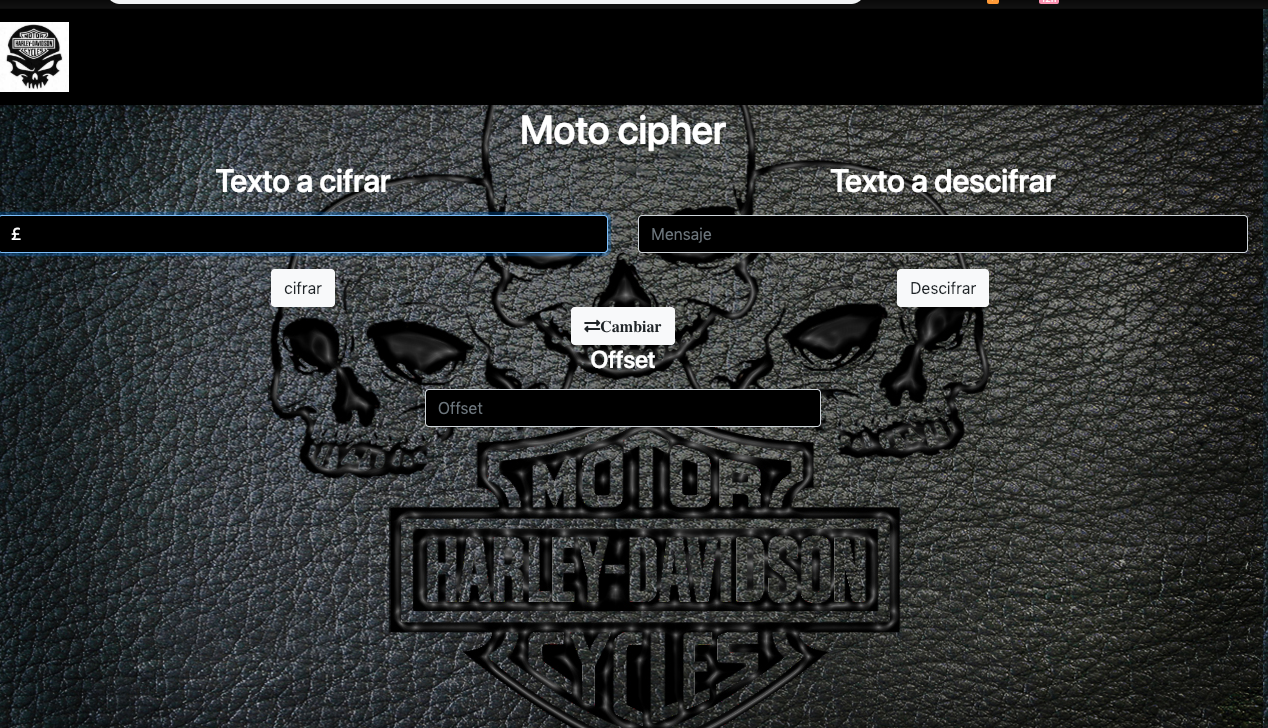 MOTOR
HARLEY-DAVIDSON
CYCLES
Moto cipher
Texto a cifrar
Texto a descifrar
£
Mensaje
cifrar
Descifrar
⇄Cambiar
Offset
Offset
MOTOR
HARLEY-DAVIDSON
CYCLES